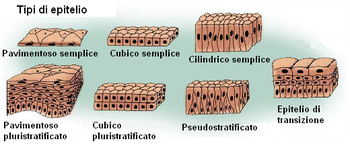 Tipi di epitelio
Pavimentoso semplice
Cubico semplice
Cilindrico semplice
Pavimentoso
pluristratificato
Cubico
pluristratificato
Pseudostratificato
Epitelio di
transizione